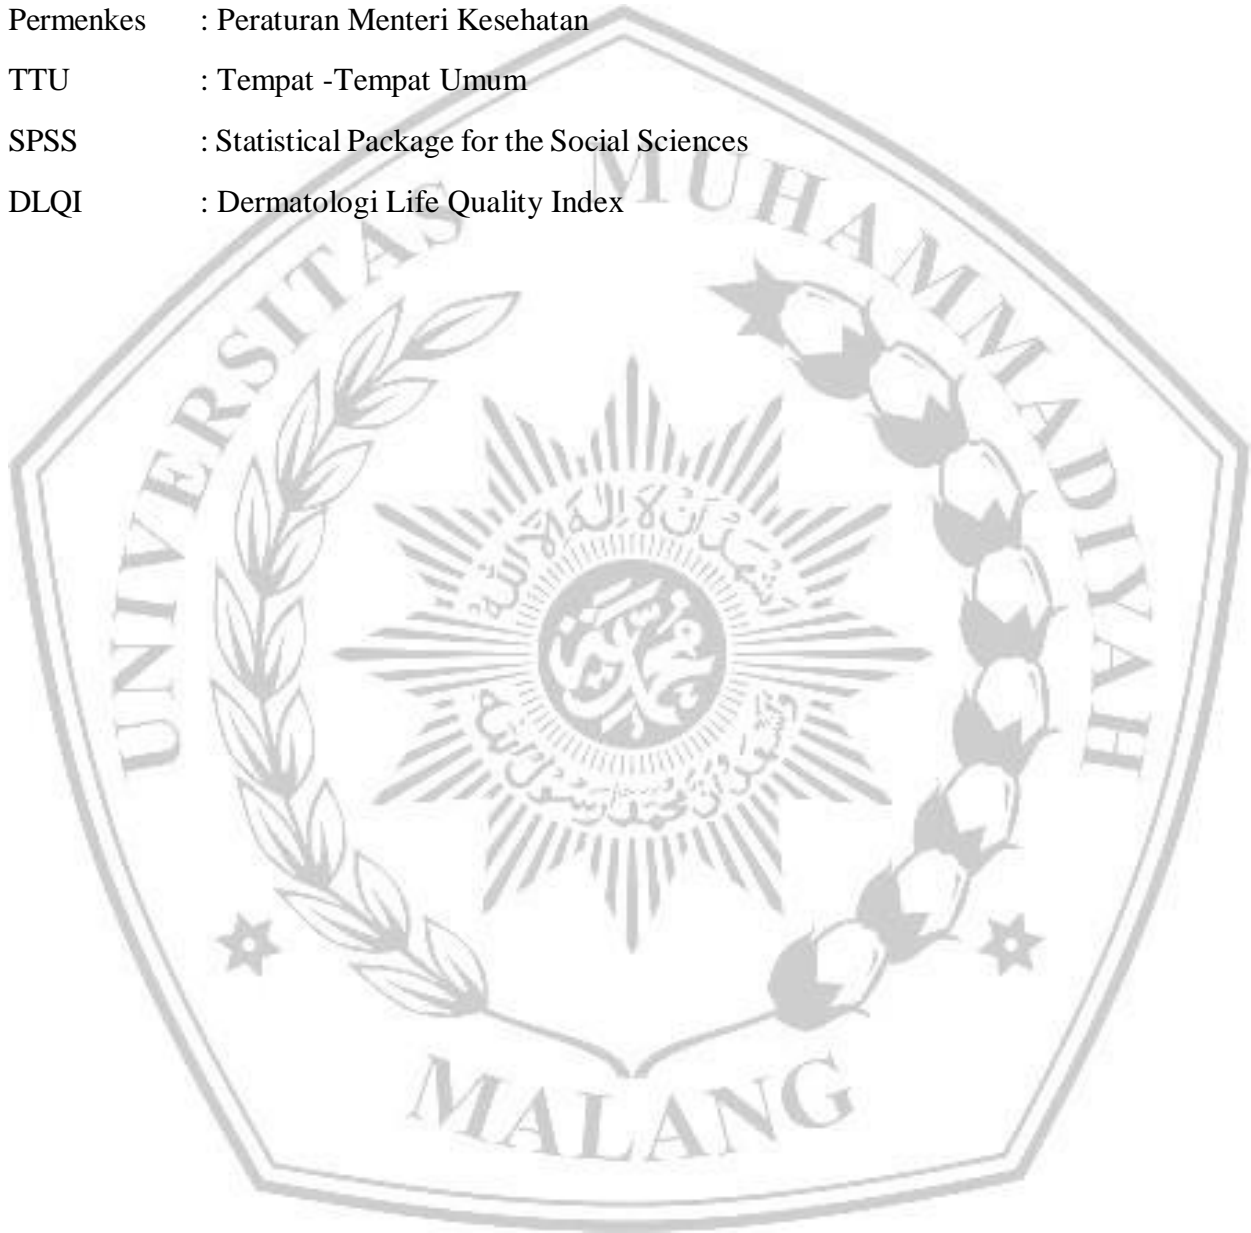 Permenkes : Peraturan Menteri Kesehatan
TTU : Tempat -Tempat Umum
SPSS : Statistical Package for the Social Sciences
DLQI : Dermatologi Life Quality Index
UNIVERSITAS MUHAMMADIYAH
MALANG